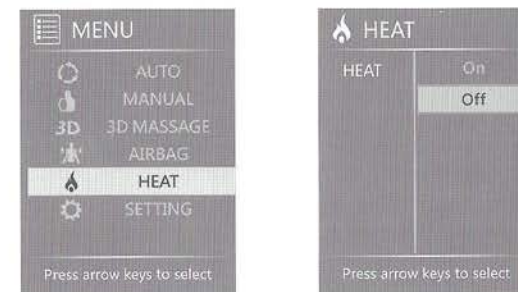 MENU
AUTO
MANUAL
3D 3D MASSAGE
AIRBAG
HEAT
SETTING
Press arrow keys to select
HEAT
HEAT On
Off
Press arrow keys to select